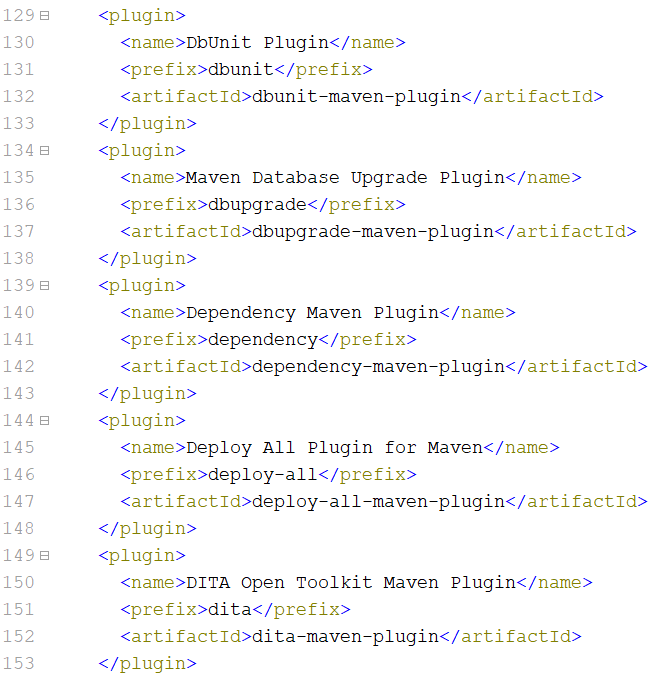 129 <plugin>
130 <name>DbUnit Plugin</name>
131 <prefix>dbunit</prefix>
132 <artifactId>dbunit-maven-plugin</artifactId>
133 </plugin>
134 <plugin>
135 <name>Maven Database Upgrade Plugin</name>
136 <prefix>dbupgrade</prefix>
137 <artifactId>dbupgrade-maven-plugin</artifactId>
138 </plugin>
139 <plugin>
140 <name>Dependency Maven Plugin</name>
141 <prefix>dependency</prefix>
142 <artifactId>dependency-maven-plugin</artifactId>
143 </plugin>
144 <plugin>
145 <name>Deploy All Plugin for Maven</name>
146 <prefix>deploy-all</prefix>
147 <artifactId>deploy-all-maven-plugin</artifactId>
148 </plugin>
149 <plugin>
150 <name>DITA Open Toolkit Maven Plugin</name>
151 <prefix>dita</prefix>
152 <artifactId>dita-maven-plugin</artifactId>
153 </plugin>